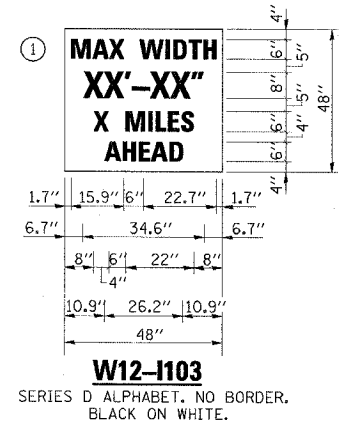 1
MAX WIDTH
XX'-XX"
X MILES
AHEAD
4"
6"
5"
8"
5"
6"
4"
6"
4"
48"
1.7" 15.9" 6" 22.7" 1.7"
6.7" 34.6" 6.7"
8" 6" 22" 8"
4"
10.9" 26.2" 10.9"
48"
W12-I103
SERIES D ALPHABET. NO BORDER.
BLACK ON WHITE.